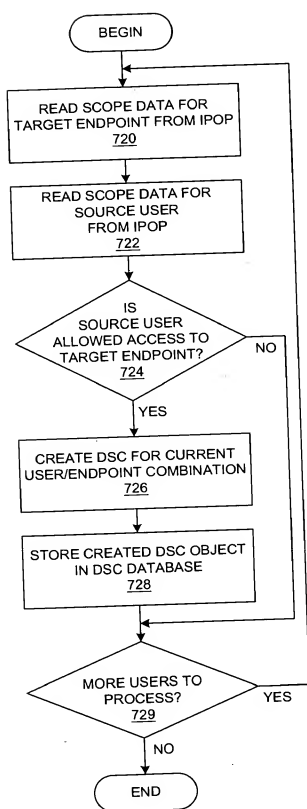 BEGIN
READ SCOPE DATA FOR
TARGET ENDPOINT FROM IPOP
720
READ SCOPE DATA FOR
SOURCE USER
FROM IPOP
722
IS
SOURCE USER
ALLOWED ACCESS TO
TARGET ENDPOINT?
724
NO
YES
CREATE DSC FOR CURRENT
USER/ENDPOINT COMBINATION
726
STORE CREATED DSC OBJECT
IN DSC DATABASE
728
MORE USERS TO
PROCESS?
729
YES
NO
END